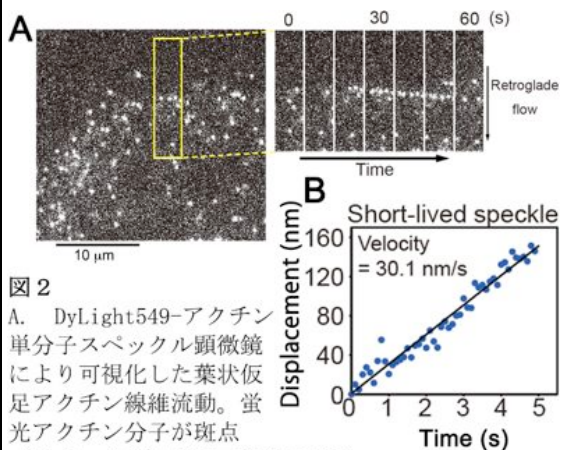 A
0 30 60 (s)
Retroglade
flow
Time
10 μm
B
Short-lived speckle
Displacement (nm)
160
120
80
40
0
Velocity
= 30.1 nm/s
0 1 2 3 4 5
Time (s)
図２
A. DyLight549-アクチン
単分子スペックル顕微鏡
により可視化した葉状仮
足アクチン線維流動。蛍
光アクチン分子が斑点